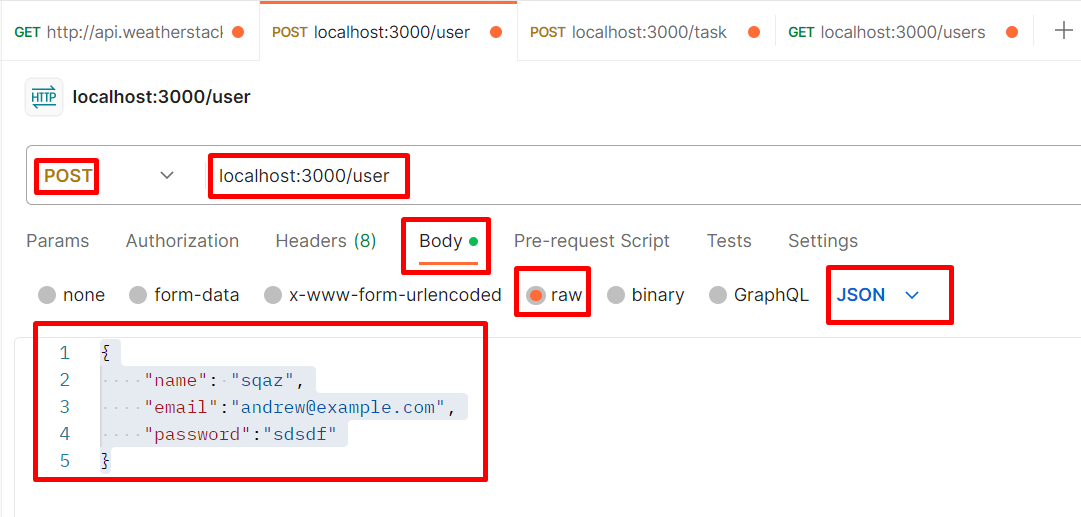 GET http://api.weatherstack
POST localhost:3000/user
POST localhost:3000/task
GET localhost:3000/users
HTTP localhost:3000/user
POST localhost:3000/user
Params Authorization Headers (8) Body Pre-request Script Tests Settings
none form-data x-www-form-urlencoded raw binary GraphQL JSON
1 {
2 "name": "sqaz",
3 "email":"andrew@example.com",
4 "password":"sdsdf"
5 }